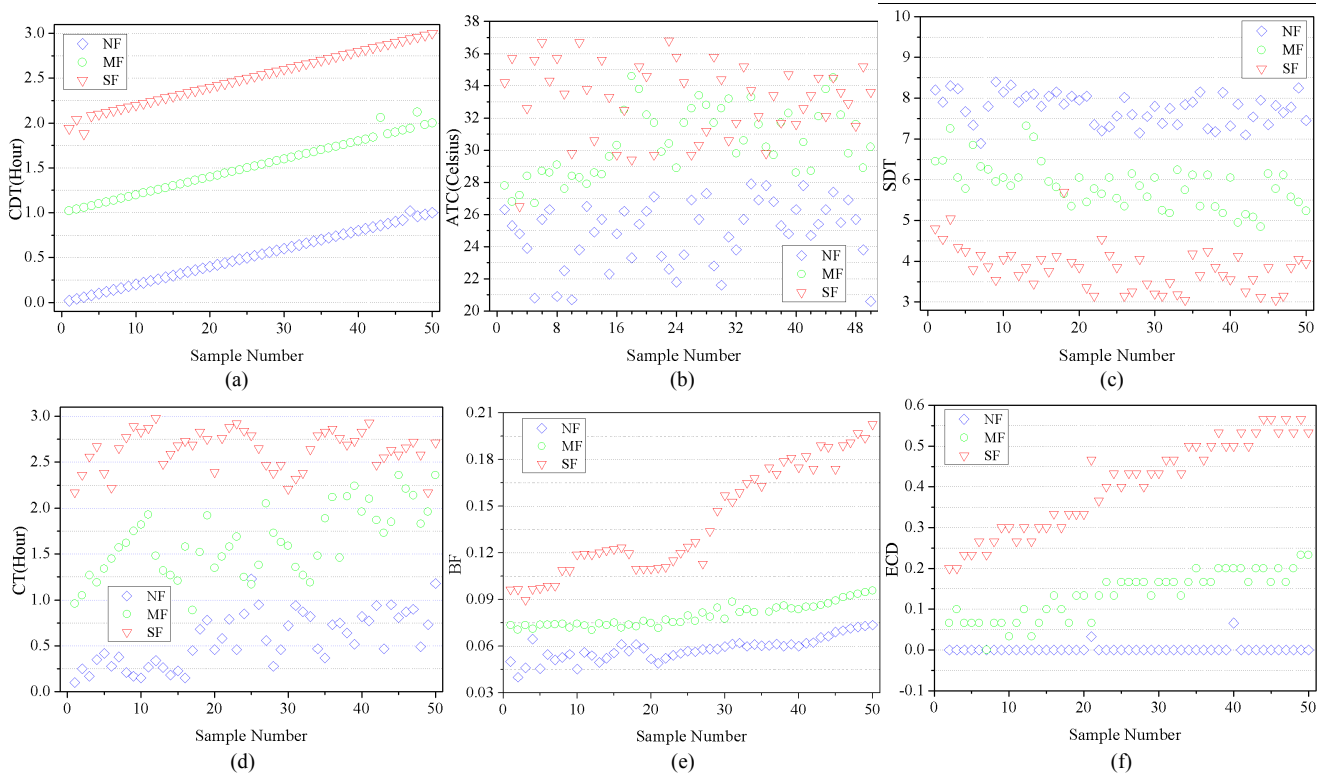 3.0
2.5
2.0
1.5
1.0
0.5
0.0
CDT(Hour)
NF
MF
SF
0 10 20 30 40 50
Sample Number
(a)
38
36
34
32
30
28
26
24
22
20
ATC(Celsius)
NF
MF
SF
0 8 16 24 32 40 48
Sample Number
(b)
10
9
8
7
6
5
4
3
SDT
NF
MF
SF
0 10 20 30 40 50
Sample Number
(c)
3.0
2.5
2.0
1.5
1.0
0.5
0.0
CT(Hour)
NF
MF
SF
0 10 20 30 40 50
Sample Number
(d)
0.21
0.18
0.15
0.12
0.09
0.06
0.03
BF
NF
MF
SF
0 10 20 30 40 50
Sample Number
(e)
0.6
0.5
0.4
0.3
0.2
0.1
0.0
-0.1
ECD
NF
MF
SF
0 10 20 30 40 50
Sample Number
(f)